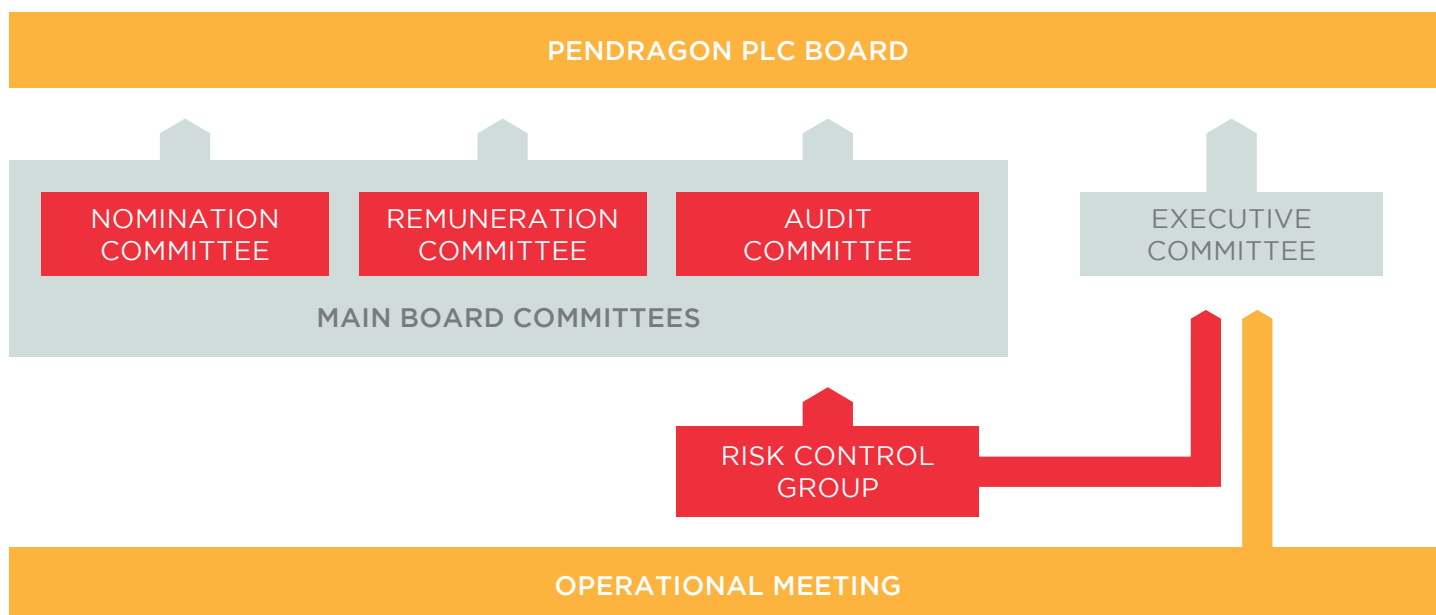 PENDRAGON PLC BOARD
NOMINATION
COMMITTEE
REMUNERATION
COMMITTEE
AUDIT
COMMITTEE
EXECUTIVE
COMMITTEE
MAIN BOARD COMMITTEES
RISK CONTROL
GROUP
OPERATIONAL MEETING